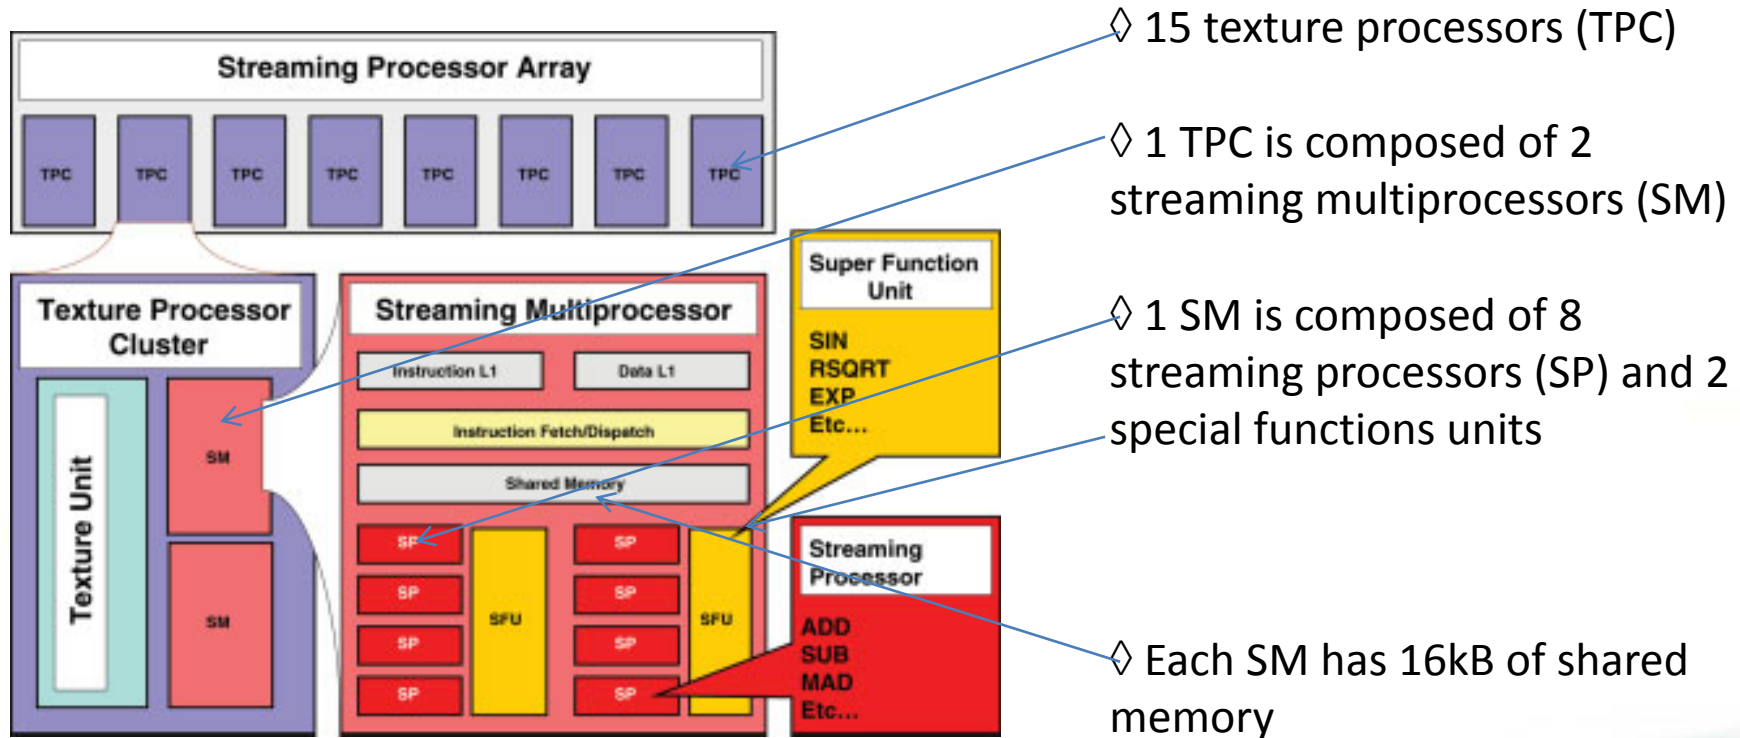 Streaming Processor Array
TPC TPC TPC TPC TPC TPC TPC TPC
Texture Processor
Cluster
Texture Unit
SM
SM
Streaming Multiprocessor
Instruction L1 Data L1
Instruction Fetch/Dispatch
Shared Memory
SP SP
SP SP
SFU SFU
SP SP
SP SP
Super Function
Unit
SIN
RSQRT
EXP
Etc...
Streaming
Processor
ADD
SUB
MAD
Etc...
◊ 15 texture processors (TPC)
◊ 1 TPC is composed of 2
streaming multiprocessors (SM)
◊ 1 SM is composed of 8
streaming processors (SP) and 2
special functions units
◊ Each SM has 16kB of shared
memory